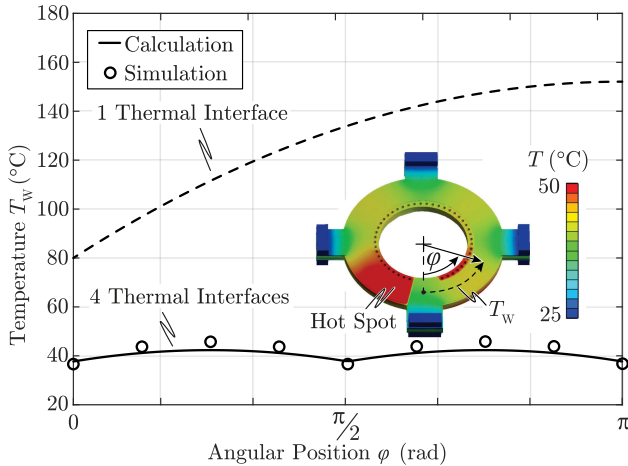 180
160
140
120
100
80
60
40
20
Temperature T_W (°C)
Calculation
Simulation
1 Thermal Interface
4 Thermal Interfaces
Hot Spot
φ
T_W
T (°C)
50
25
0
π/2
π
Angular Position φ (rad)